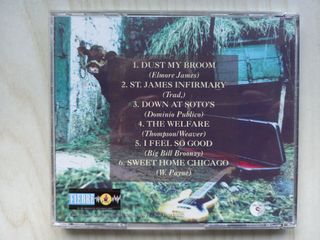 1. DUST MY BROOM
(Elmore James)
2. ST. JAMES INFIRMARY
(Trad.)
3. DOWN AT SOTO'S
(Dominio Publico)
4. THE WELFARE
(Thompson/Weaver)
5. I FEEL SO GOOD
(Big Bill Broonzy)
6. SWEET HOME CHICAGO
(W. Payne)
FIEBRE